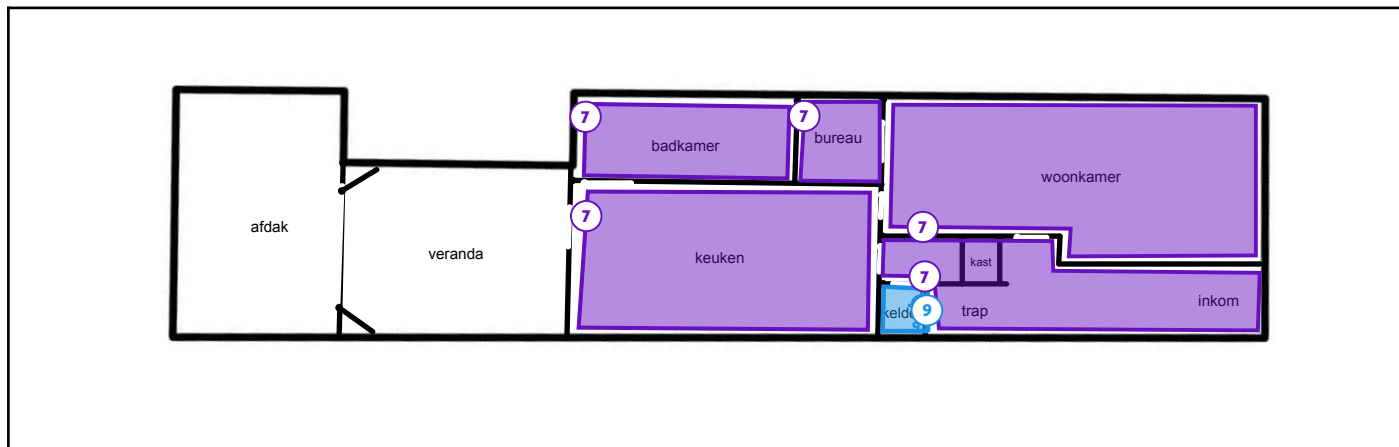 7
7
badkamer
bureau
woonkamer
7
afdak
veranda
keuken
7
kast
7
inkom
9
trap